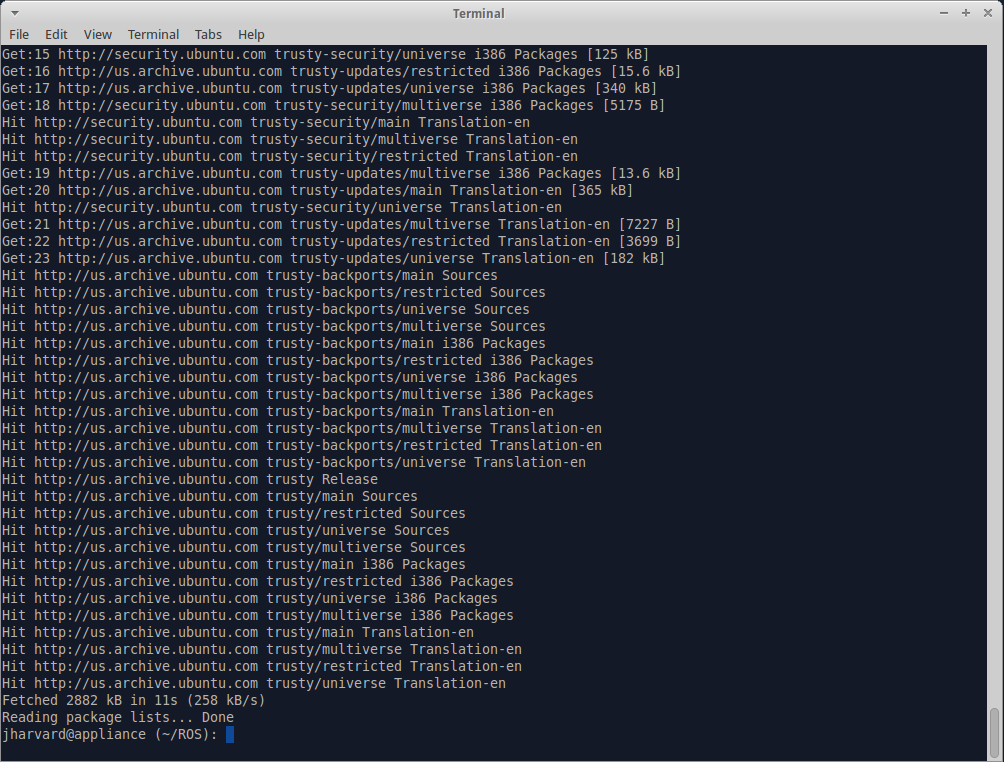 Terminal
File Edit View Terminal Tabs Help
Get:15 http://security.ubuntu.com trusty-security/universe i386 Packages [125 kB]
Get:16 http://us.archive.ubuntu.com trusty-updates/restricted i386 Packages [15.6 kB]
Get:17 http://us.archive.ubuntu.com trusty-updates/universe i386 Packages [340 kB]
Get:18 http://security.ubuntu.com trusty-security/multiverse i386 Packages [5175 B]
Hit http://security.ubuntu.com trusty-security/main Translation-en
Hit http://security.ubuntu.com trusty-security/multiverse Translation-en
Hit http://security.ubuntu.com trusty-security/restricted Translation-en
Get:19 http://us.archive.ubuntu.com trusty-updates/multiverse i386 Packages [13.6 kB]
Get:20 http://us.archive.ubuntu.com trusty-updates/main Translation-en [365 kB]
Hit http://security.ubuntu.com trusty-security/universe Translation-en
Get:21 http://us.archive.ubuntu.com trusty-updates/multiverse Translation-en [7227 B]
Get:22 http://us.archive.ubuntu.com trusty-updates/restricted Translation-en [3699 B]
Get:23 http://us.archive.ubuntu.com trusty-updates/universe Translation-en [182 kB]
Hit http://us.archive.ubuntu.com trusty-backports/main Sources
Hit http://us.archive.ubuntu.com trusty-backports/restricted Sources
Hit http://us.archive.ubuntu.com trusty-backports/universe Sources
Hit http://us.archive.ubuntu.com trusty-backports/multiverse Sources
Hit http://us.archive.ubuntu.com trusty-backports/main i386 Packages
Hit http://us.archive.ubuntu.com trusty-backports/restricted i386 Packages
Hit http://us.archive.ubuntu.com trusty-backports/universe i386 Packages
Hit http://us.archive.ubuntu.com trusty-backports/multiverse i386 Packages
Hit http://us.archive.ubuntu.com trusty-backports/main Translation-en
Hit http://us.archive.ubuntu.com trusty-backports/multiverse Translation-en
Hit http://us.archive.ubuntu.com trusty-backports/restricted Translation-en
Hit http://us.archive.ubuntu.com trusty-backports/universe Translation-en
Hit http://us.archive.ubuntu.com trusty Release
Hit http://us.archive.ubuntu.com trusty/main Sources
Hit http://us.archive.ubuntu.com trusty/restricted Sources
Hit http://us.archive.ubuntu.com trusty/universe Sources
Hit http://us.archive.ubuntu.com trusty/multiverse Sources
Hit http://us.archive.ubuntu.com trusty/main i386 Packages
Hit http://us.archive.ubuntu.com trusty/restricted i386 Packages
Hit http://us.archive.ubuntu.com trusty/universe i386 Packages
Hit http://us.archive.ubuntu.com trusty/multiverse i386 Packages
Hit http://us.archive.ubuntu.com trusty/main Translation-en
Hit http://us.archive.ubuntu.com trusty/multiverse Translation-en
Hit http://us.archive.ubuntu.com trusty/restricted Translation-en
Hit http://us.archive.ubuntu.com trusty/universe Translation-en
Fetched 2882 kB in 11s (258 kB/s)
Reading package lists... Done
jharvard@appliance (~/ROS):